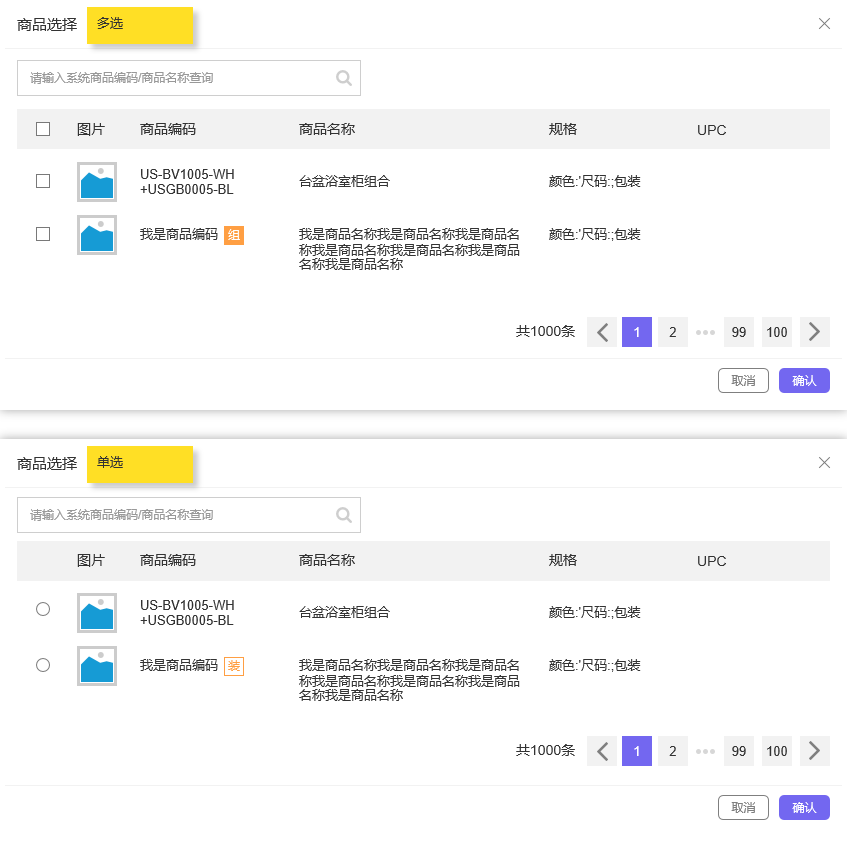 商品选择 多选
请输入系统商品编码/商品名称查询
图片 商品编码 商品名称 规格 UPC
US-BV1005-WH
+USGB0005-BL
台盆浴室柜组合
颜色:'尺码:;包装
我是商品编码 组
我是商品名称我是商品名称我是商品名
称我是商品名称我是商品名称我是商品
名称我是商品名称
颜色:'尺码:;包装
共1000条 1 2 ••• 99 100
取消 确认
商品选择 单选
请输入系统商品编码/商品名称查询
图片 商品编码 商品名称 规格 UPC
US-BV1005-WH
+USGB0005-BL
台盆浴室柜组合
颜色:'尺码:;包装
我是商品编码 装
我是商品名称我是商品名称我是商品名
称我是商品名称我是商品名称我是商品
名称我是商品名称
颜色:'尺码:;包装
共1000条 1 2 ••• 99 100
取消 确认